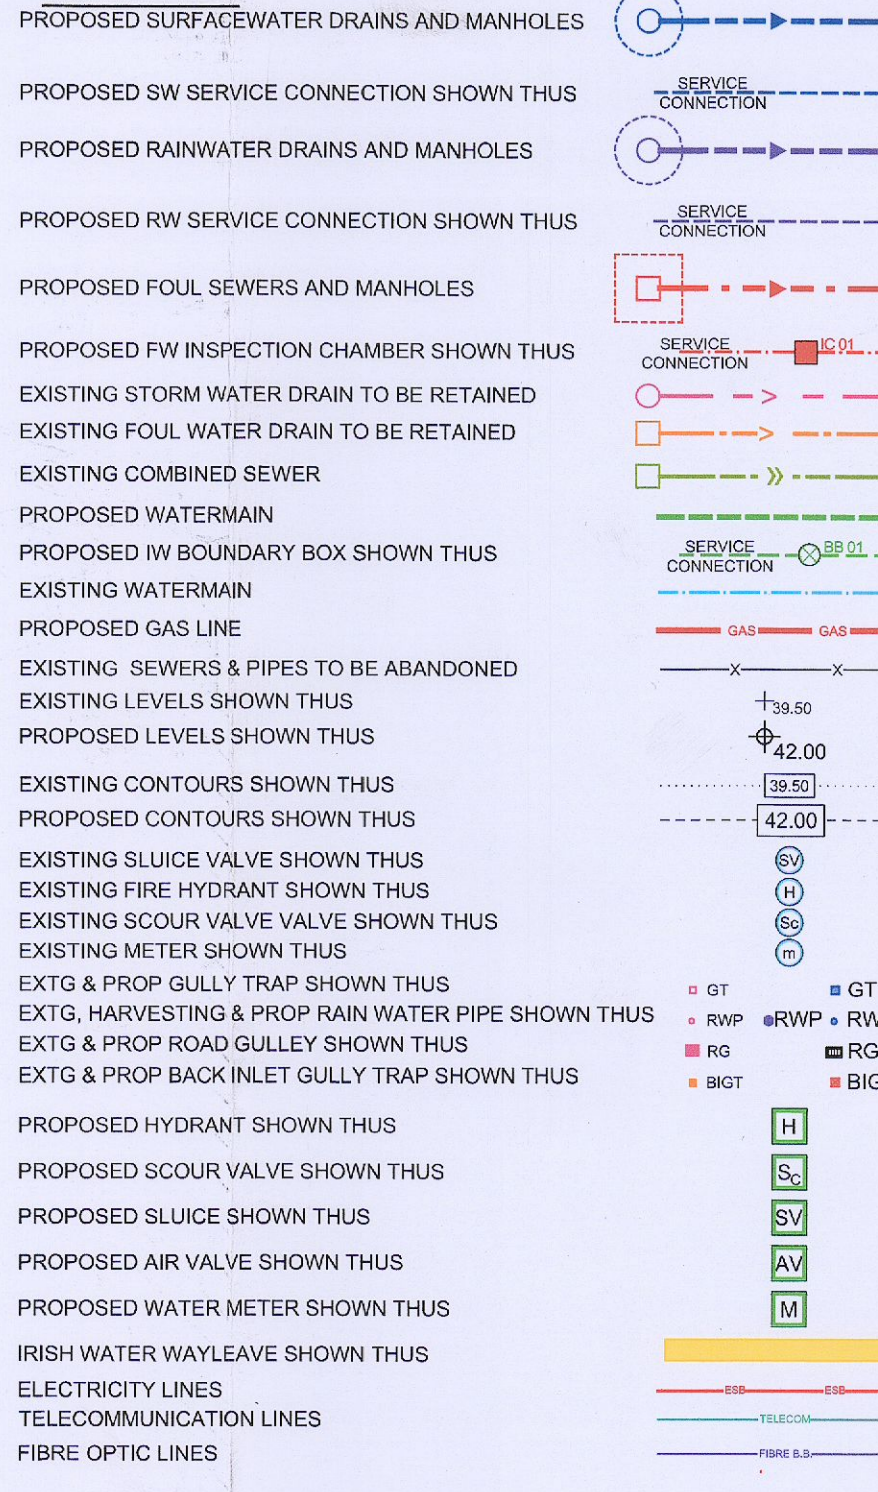 PROPOSED SURFACEWATER DRAINS AND MANHOLES
PROPOSED SW SERVICE CONNECTION SHOWN THUS SERVICE CONNECTION
PROPOSED RAINWATER DRAINS AND MANHOLES
PROPOSED RW SERVICE CONNECTION SHOWN THUS SERVICE CONNECTION
PROPOSED FOUL SEWERS AND MANHOLES
PROPOSED FW INSPECTION CHAMBER SHOWN THUS SERVICE CONNECTION IC 01
EXISTING STORM WATER DRAIN TO BE RETAINED
EXISTING FOUL WATER DRAIN TO BE RETAINED
EXISTING COMBINED SEWER
PROPOSED WATERMAIN
PROPOSED IW BOUNDARY BOX SHOWN THUS SERVICE CONNECTION BB 01
EXISTING WATERMAIN
PROPOSED GAS LINE GAS GAS
EXISTING SEWERS & PIPES TO BE ABANDONED X X
EXISTING LEVELS SHOWN THUS 39.50
PROPOSED LEVELS SHOWN THUS 42.00
EXISTING CONTOURS SHOWN THUS 39.50
PROPOSED CONTOURS SHOWN THUS 42.00
EXISTING SLUICE VALVE SHOWN THUS SV
EXISTING FIRE HYDRANT SHOWN THUS H
EXISTING SCOUR VALVE VALVE SHOWN THUS Sc
EXISTING METER SHOWN THUS m
EXTG & PROP GULLY TRAP SHOWN THUS GT GT
EXTG, HARVESTING & PROP RAIN WATER PIPE SHOWN THUS RWP RWP RW
EXTG & PROP ROAD GULLEY SHOWN THUS RG RG
EXTG & PROP BACK INLET GULLY TRAP SHOWN THUS BIGT BIG
PROPOSED HYDRANT SHOWN THUS H
PROPOSED SCOUR VALVE SHOWN THUS Sc
PROPOSED SLUICE SHOWN THUS SV
PROPOSED AIR VALVE SHOWN THUS AV
PROPOSED WATER METER SHOWN THUS M
IRISH WATER WAYLEAVE SHOWN THUS
ELECTRICITY LINES ESB ESB
TELECOMMUNICATION LINES TELECOM
FIBRE OPTIC LINES FIBRE B.B.